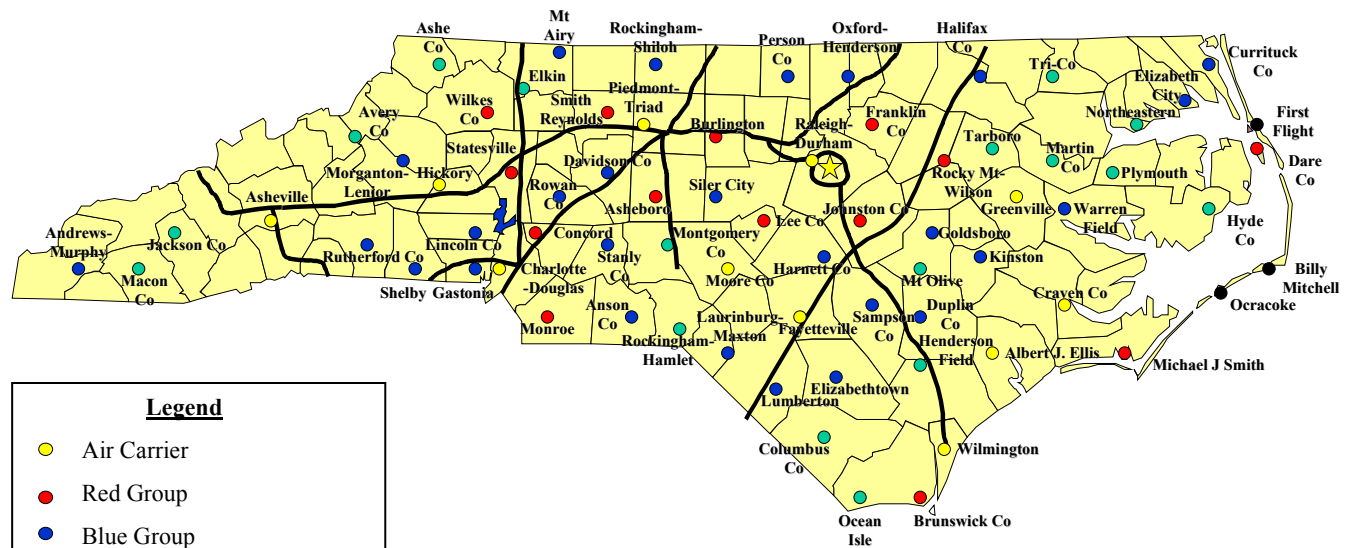 Ashe
Co
Mt
Airy
Rockingham-
Shiloh
Person
Co
Oxford-
Henderson
Halifax
Co
Tri-Co
Currituck
Co
Elizabeth
City
Elkin
Wilkes
Co
Smith
Reynolds
Piedmont-
Triad
Burlington
Raleigh-
Durham
Franklin
Co
Northeastern
First
Flight
Avery
Co
Statesville
Tarboro
Martin
Co
Dare
Co
Morganton-
Lenior
Hickory
Davidson Co
Rowan
Co
Siler City
Rocky Mt-
Wilson
Plymouth
Asheville
Asheboro
Lee Co
Johnston Co
Greenville
Warren
Field
Hyde
Co
Andrews-
Murphy
Jackson Co
Rutherford Co
Lincoln Co
Concord
Stanly
Co
Montgomery
Co
Harnett Co
Goldsboro
Kinston
Macon
Co
Shelby
Gastonia
Charlotte
-Douglas
Moore Co
Mt Olive
Craven Co
Billy
Mitchell
Ocracoke
Monroe
Anson
Co
Rockingham-
Hamlet
Laurinburg-
Maxton
Fayetteville
Sampson
Co
Duplin
Co
Henderson
Field
Albert J. Ellis
Michael J Smith
Lumberton
Elizabethtown
Columbus
Co
Wilmington
Ocean
Isle
Brunswick Co
Legend
Air Carrier
Red Group
Blue Group